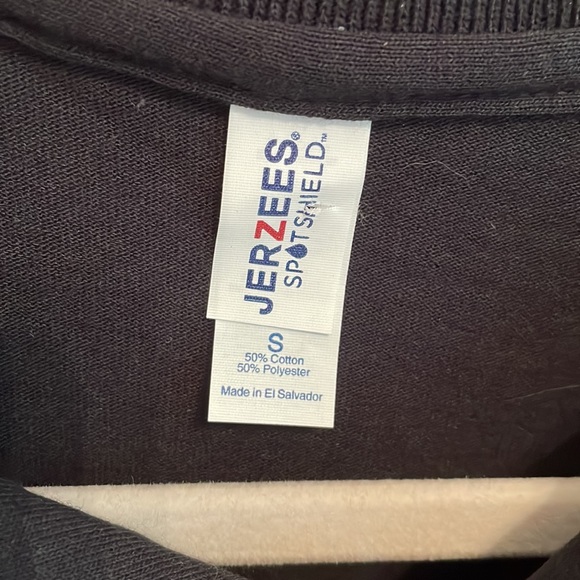 JERZEES®
SPOTSHIELD™
S
50% Cotton
50% Polyester
Made in El Salvador